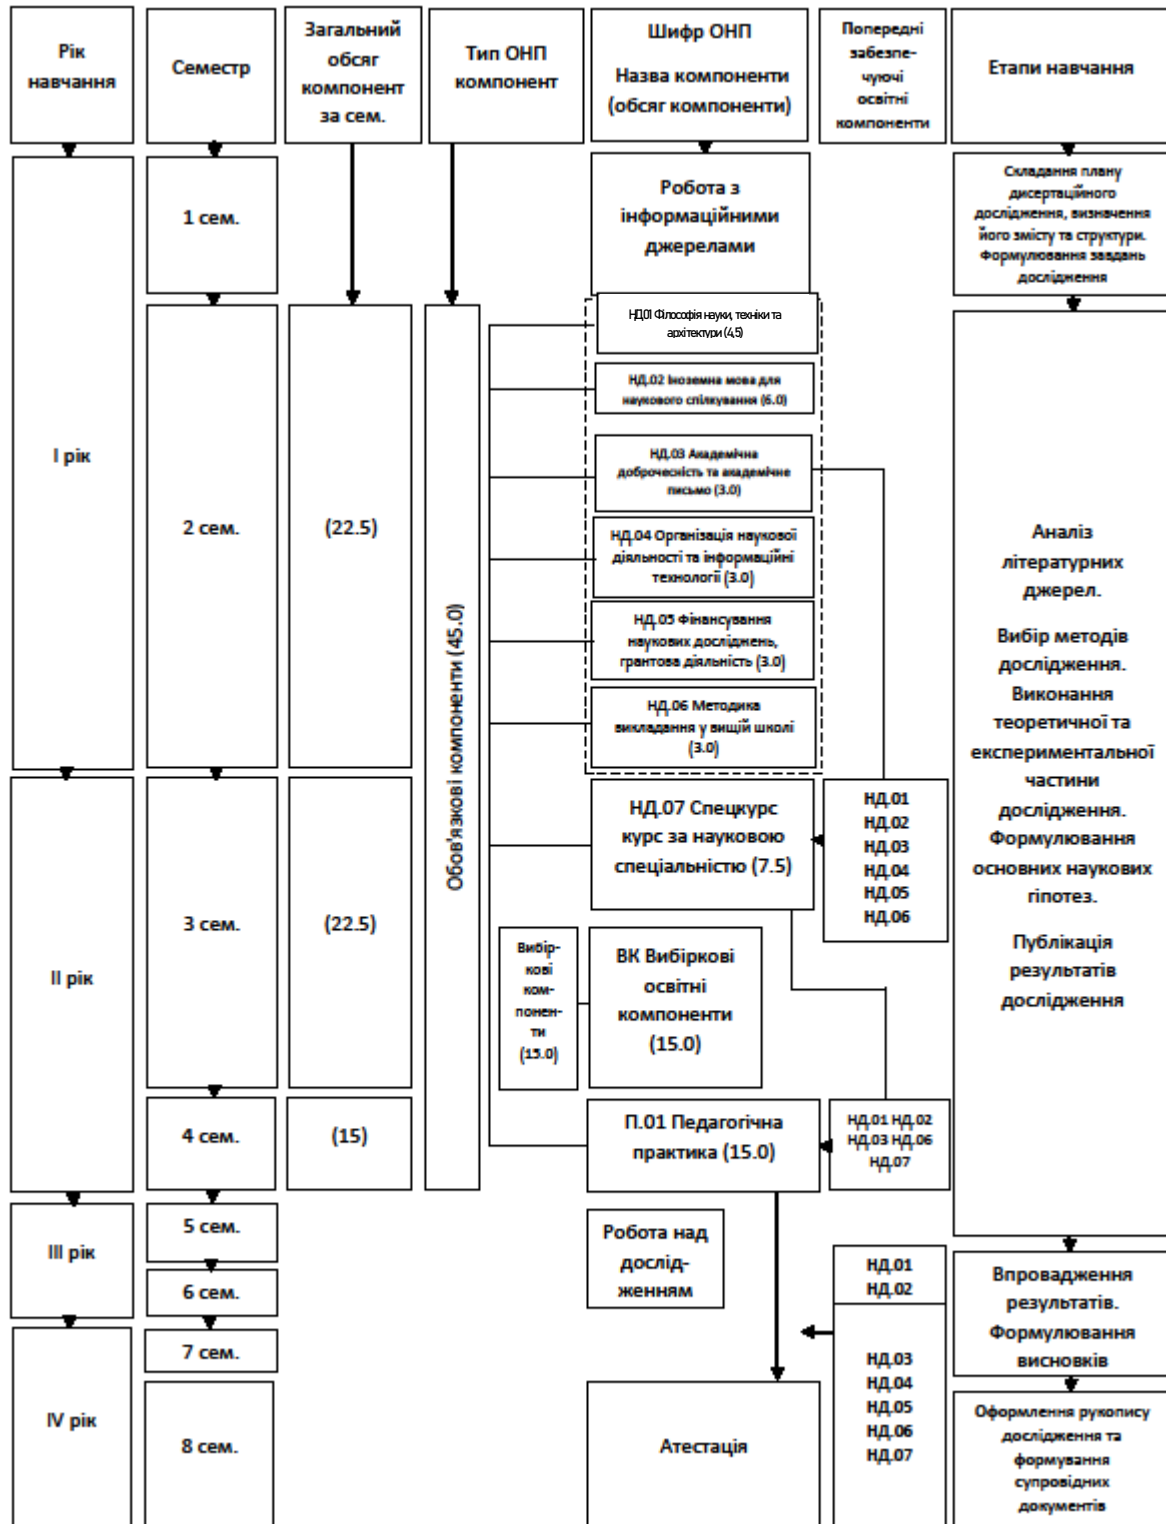 Рік
навчання
Семестр
Загальний
обсяг
компонент
за сем.
Тип ОНП
компонент
Шифр ОНП
Назва компоненти
(обсяг компоненти)
Попередні
забезпе-
чуючі
освітні
компоненти
Етапи навчання
1 сем.
Робота з
інформаційними
джерелами
Складання плану
дисертаційного
дослідження, визначення
його змісту та структури.
Формулювання завдань
дослідження
І рік
2 сем.
(22.5)
Обов'язкові компоненти (45.0)
НД.01 Філософія науки, техніки та
архітектури (4,5)
НД.02 Іноземна мова для
наукового спілкування (6.0)
НД.03 Академічна
доброчесність та академічне
письмо (3.0)
НД.04 Організація наукової
діяльності та інформаційні
технології (3.0)
НД.05 Фінансування
наукових досліджень,
грантова діяльність (3.0)
НД.06 Методика
викладання у вищій школі
(3.0)
Аналіз
літературних
джерел.
Вибір методів
дослідження.
Виконання
теоретичної та
експериментальної
частини
дослідження.
Формулювання
основних наукових
гіпотез.
Публікація
результатів
дослідження
ІІ рік
3 сем.
(22.5)
НД.07 Спецкурс
курс за науковою
спеціальністю (7.5)
НД.01
НД.02
НД.03
НД.04
НД.05
НД.06
Вибір-
кові
ком-
понен-
ти
(15.0)
ВК Вибіркові
освітні
компоненти
(15.0)
4 сем.
(15)
П.01 Педагогічна
практика (15.0)
НД.01 НД.02
НД.03 НД.06
НД.07
ІІІ рік
5 сем.
6 сем.
Робота над
дослід-
женням
НД.01
НД.02
Впровадження
результатів.
Формулювання
висновків
IV рік
7 сем.
8 сем.
Атестація
НД.03
НД.04
НД.05
НД.06
НД.07
Оформлення рукопису
дослідження та
формування
супровідних
документів